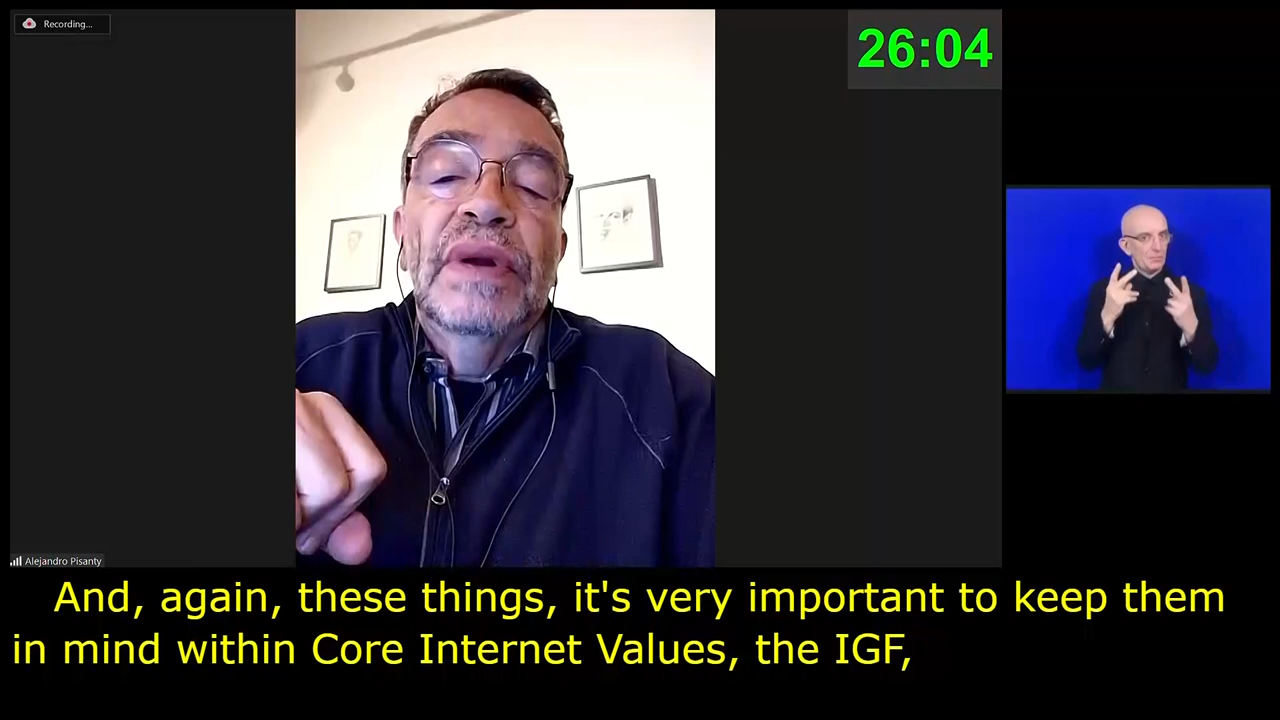 Recording...
26:04
Alejandro Pisanty
And, again, these things, it's very important to keep them
in mind within Core Internet Values, the IGF,